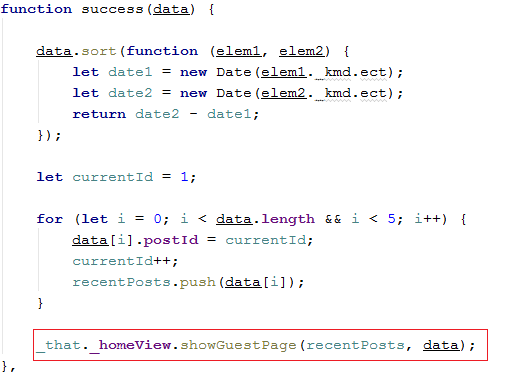 function success(data) {
data.sort(function (elem1, elem2) {
let date1 = new Date(elem1._kmd.ect);
let date2 = new Date(elem2._kmd.ect);
return date2 - date1;
});
let currentId = 1;
for (let i = 0; i < data.length && i < 5; i++) {
data[i].postId = currentId;
currentId++;
recentPosts.push(data[i]);
}
_that._homeView.showGuestPage(recentPosts, data);
},